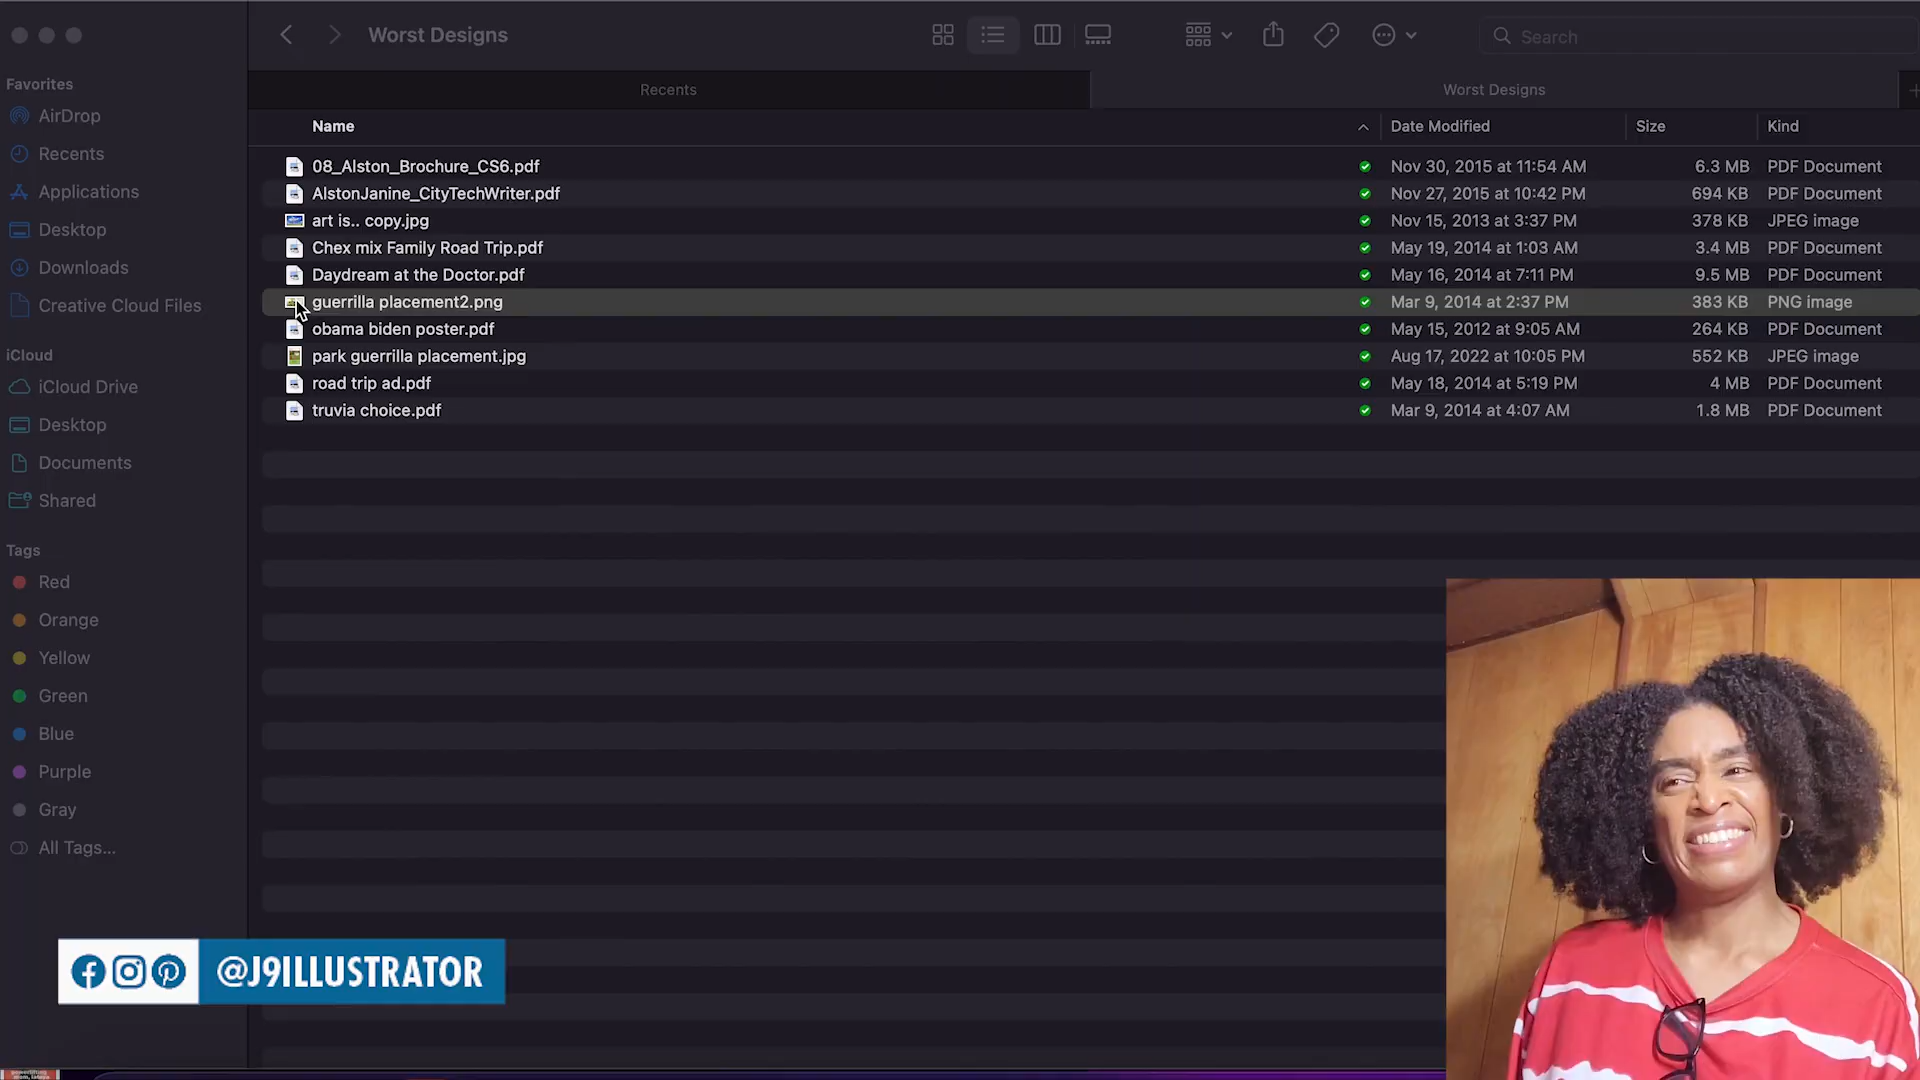 Worst Designs
Search
Recents
Worst Designs
Favorites
AirDrop
Recents
Applications
Desktop
Downloads
Creative Cloud Files
iCloud
iCloud Drive
Desktop
Documents
Shared
Tags
Red
Orange
Yellow
Green
Blue
Purple
Gray
All Tags...
Name Date Modified Size Kind
08_Alston_Brochure_CS6.pdf Nov 30, 2015 at 11:54 AM 6.3 MB PDF Document
AlstonJanine_CityTechWriter.pdf Nov 27, 2015 at 10:42 PM 694 KB PDF Document
art is.. copy.jpg Nov 15, 2013 at 3:37 PM 378 KB JPEG image
Chex mix Family Road Trip.pdf May 19, 2014 at 1:03 AM 3.4 MB PDF Document
Daydream at the Doctor.pdf May 16, 2014 at 7:11 PM 9.5 MB PDF Document
guerrilla placement2.png Mar 9, 2014 at 2:37 PM 383 KB PNG image
obama biden poster.pdf May 15, 2012 at 9:05 AM 264 KB PDF Document
park guerrilla placement.jpg Aug 17, 2022 at 10:05 PM 552 KB JPEG image
road trip ad.pdf May 18, 2014 at 5:19 PM 4 MB PDF Document
truvia choice.pdf Mar 9, 2014 at 4:07 AM 1.8 MB PDF Document
@J9ILLUSTRATOR